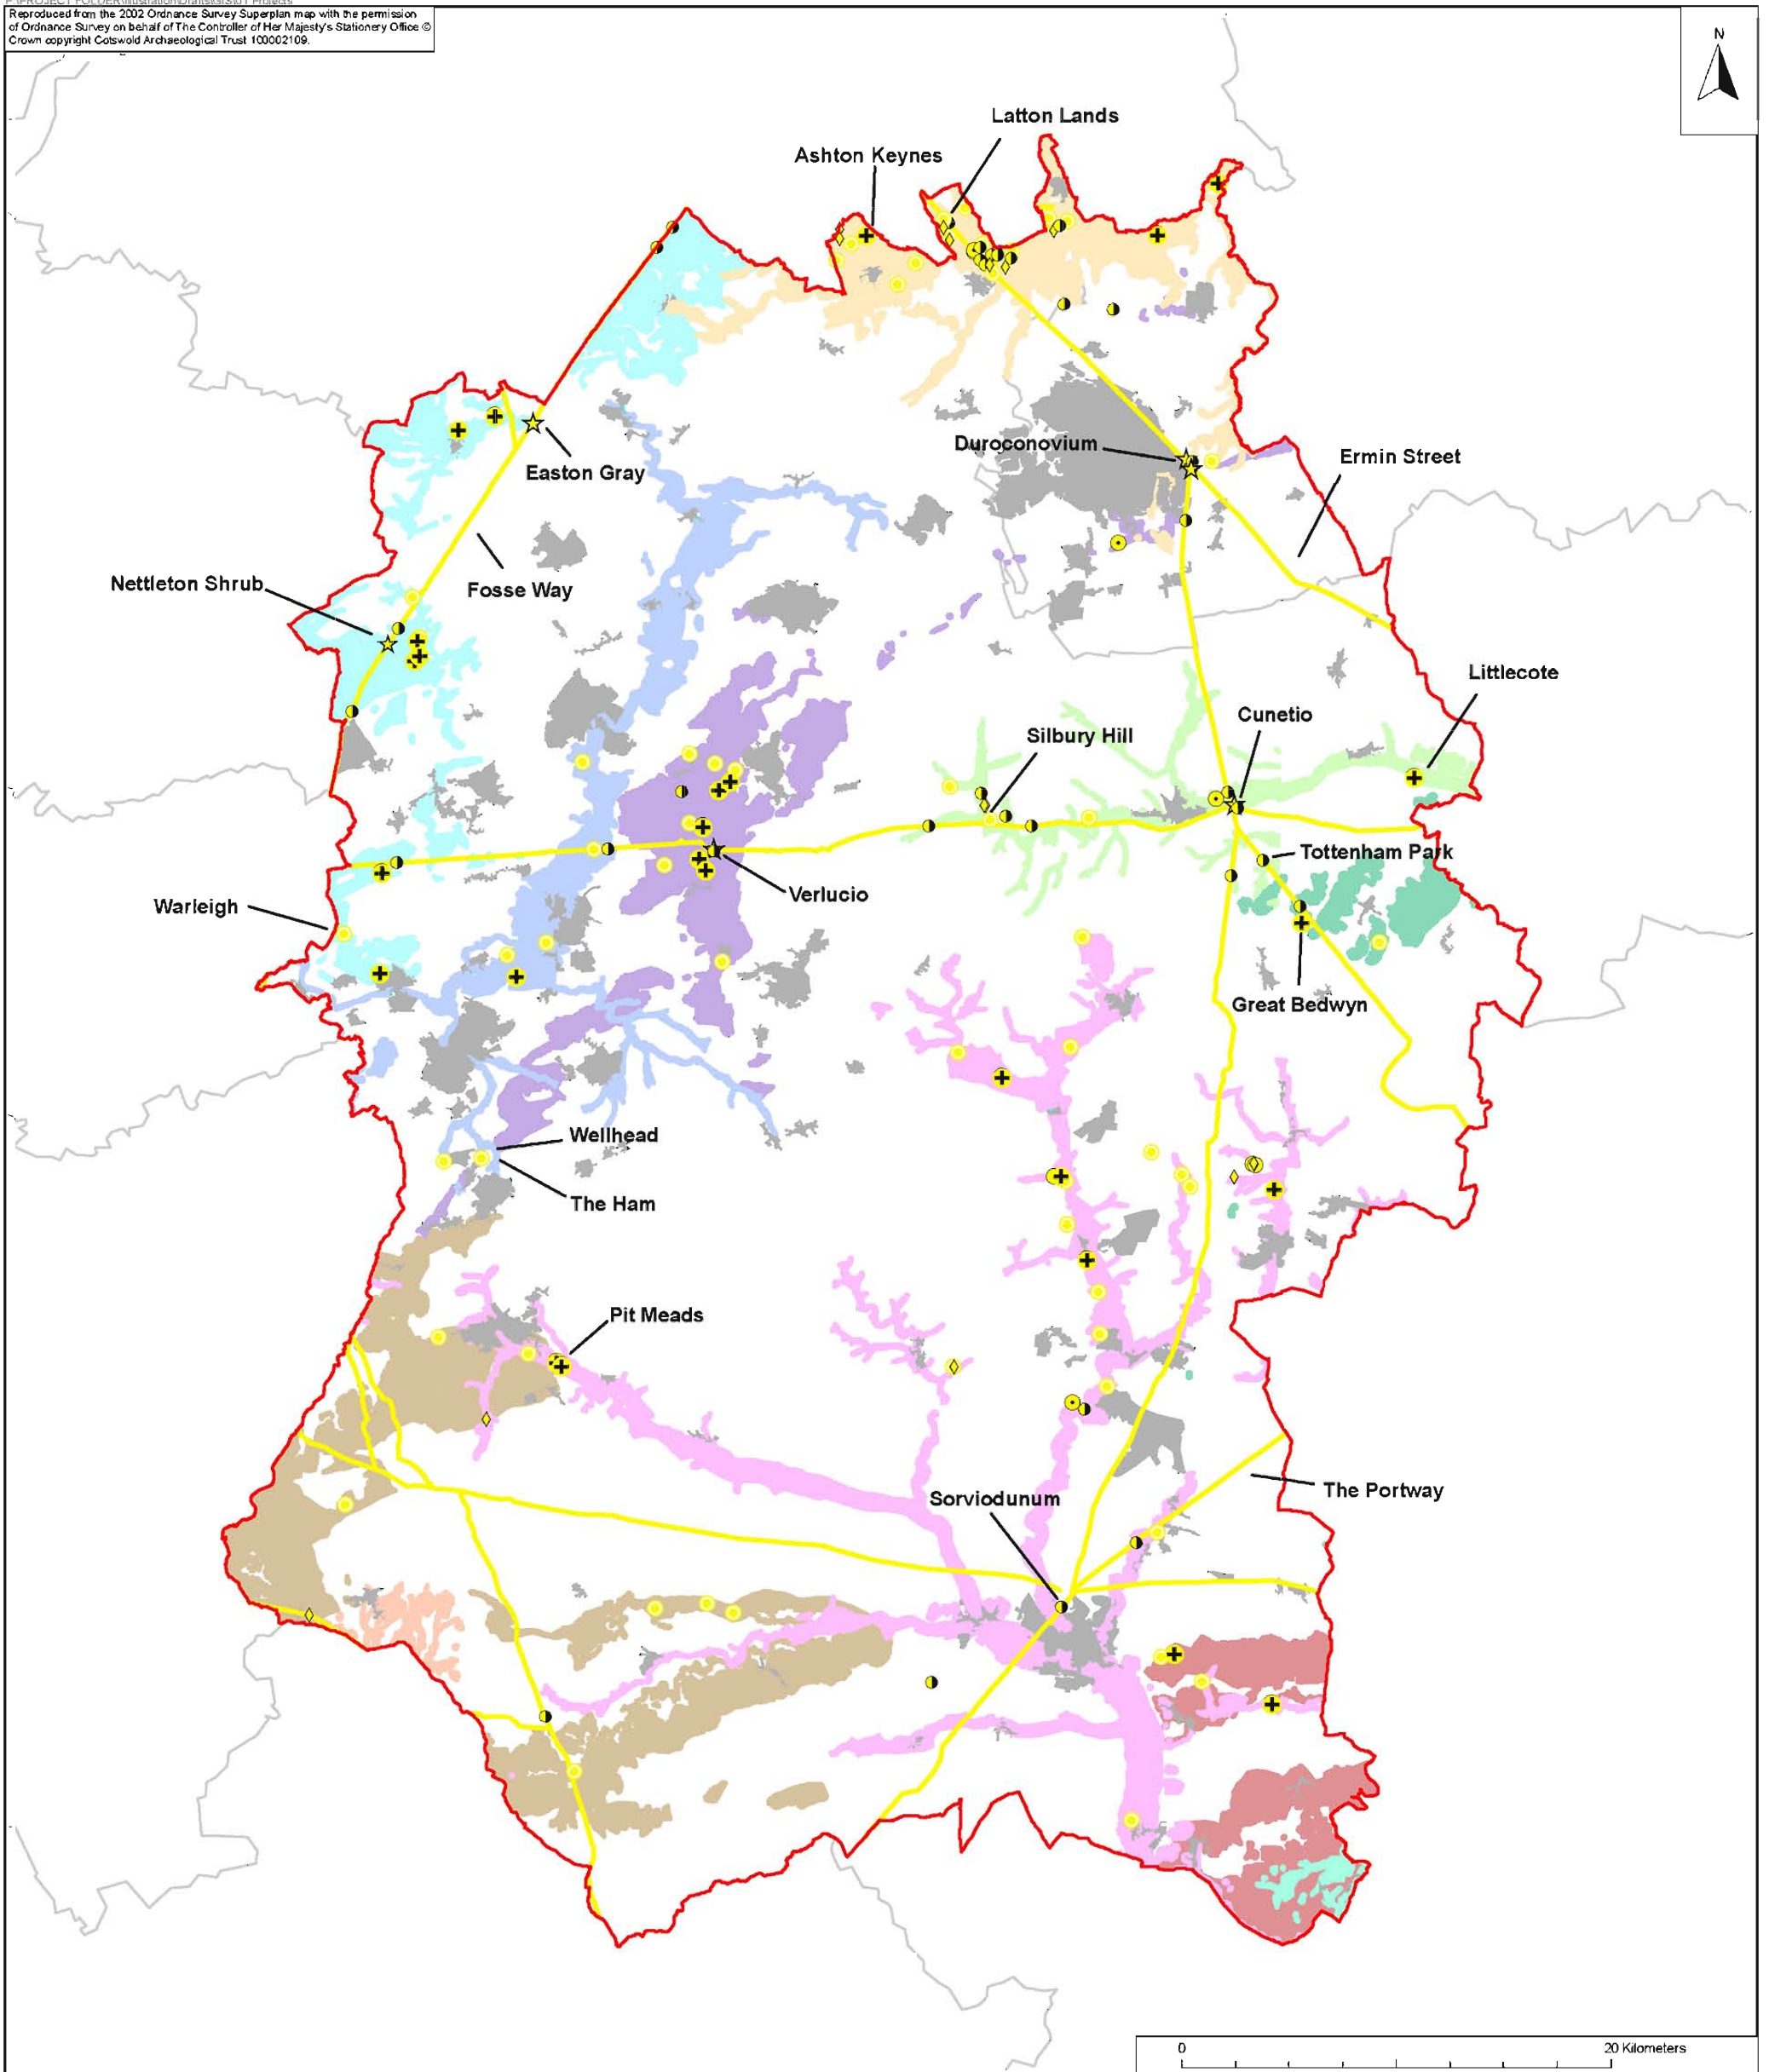 Reproduced from the 2002 Ordnance Survey Superplan map with the permission
of Ordnance Survey on behalf of The Controller of Her Majesty's Stationery Office ©
Crown copyright Cotswold Archaeological Trust 100002109.
N
Latton Lands
Ashton Keynes
Duroconovium
Ermin Street
Easton Gray
Nettleton Shrub
Fosse Way
Littlecote
Cunetio
Silbury Hill
Tottenham Park
Verlucio
Warleigh
Great Bedwyn
Wellhead
The Ham
Pit Meads
The Portway
Sorviodunum
0
20 Kilometers